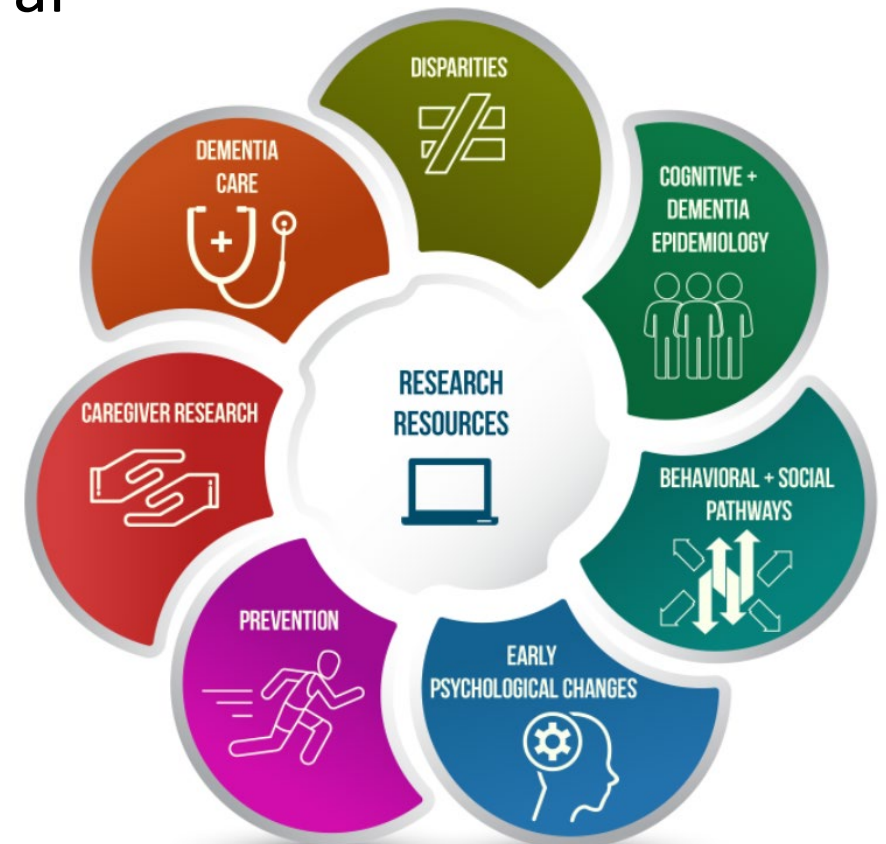 DISPARITIES
COGNITIVE +
DEMENTIA
EPIDEMIOLOGY
BEHAVIORAL + SOCIAL
PATHWAYS
EARLY
PSYCHOLOGICAL CHANGES
PREVENTION
CAREGIVER RESEARCH
DEMENTIA
CARE
RESEARCH
RESOURCES